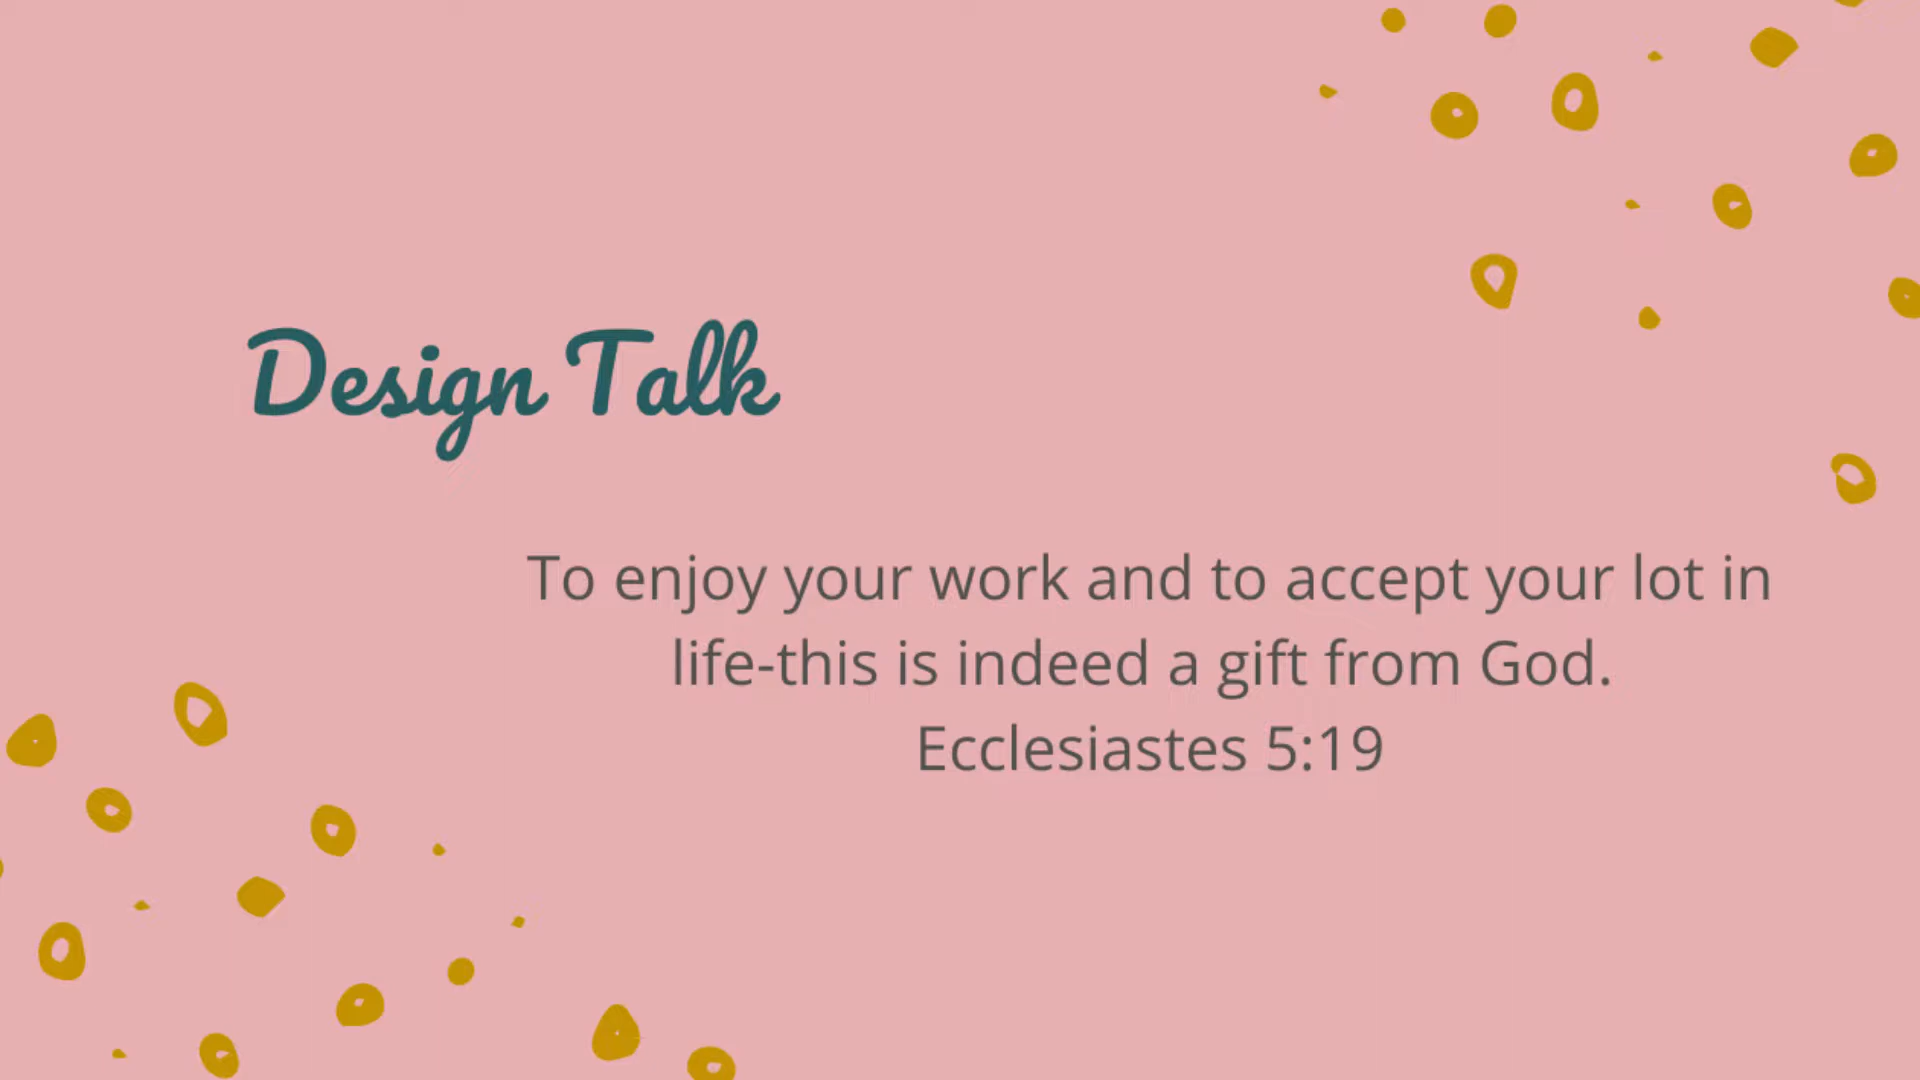 Design Talk
To enjoy your work and to accept your lot in
life-this is indeed a gift from God.
Ecclesiastes 5:19